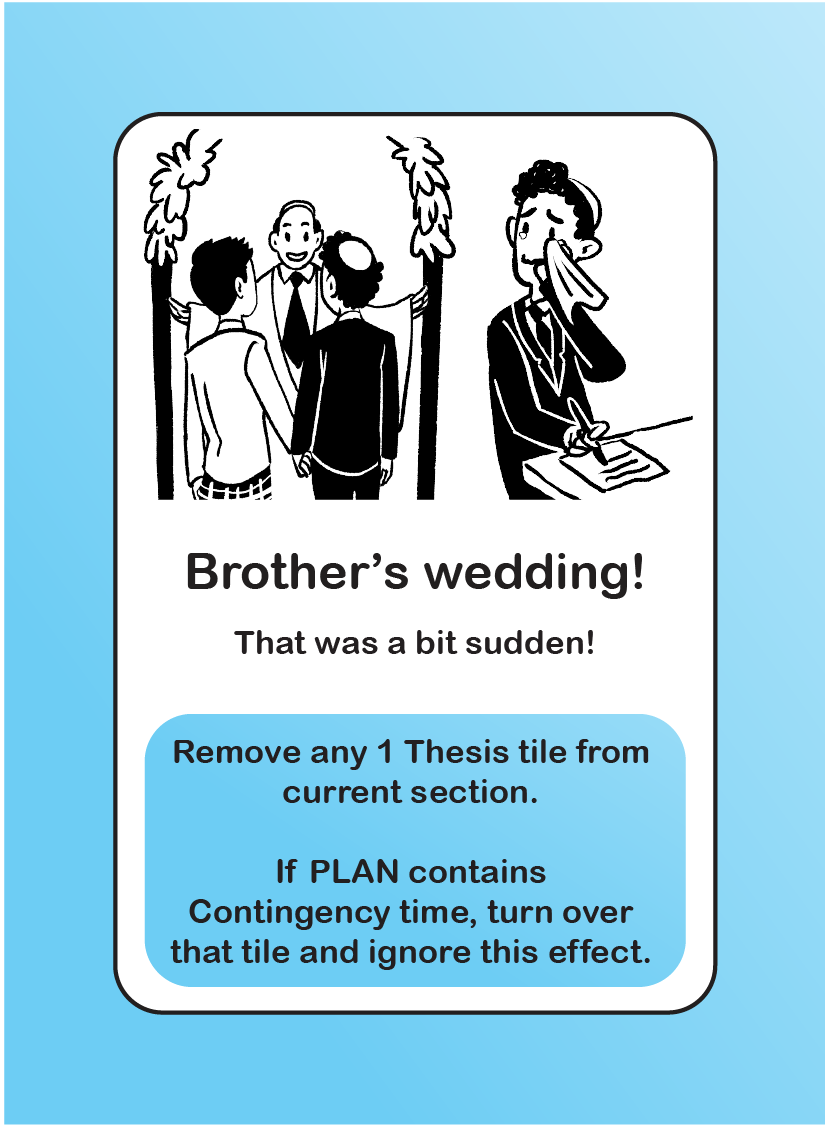 Brother’s wedding!
That was a bit sudden!
Remove any 1 Thesis tile from
current section.
If PLAN contains
Contingency time, turn over
that tile and ignore this effect.